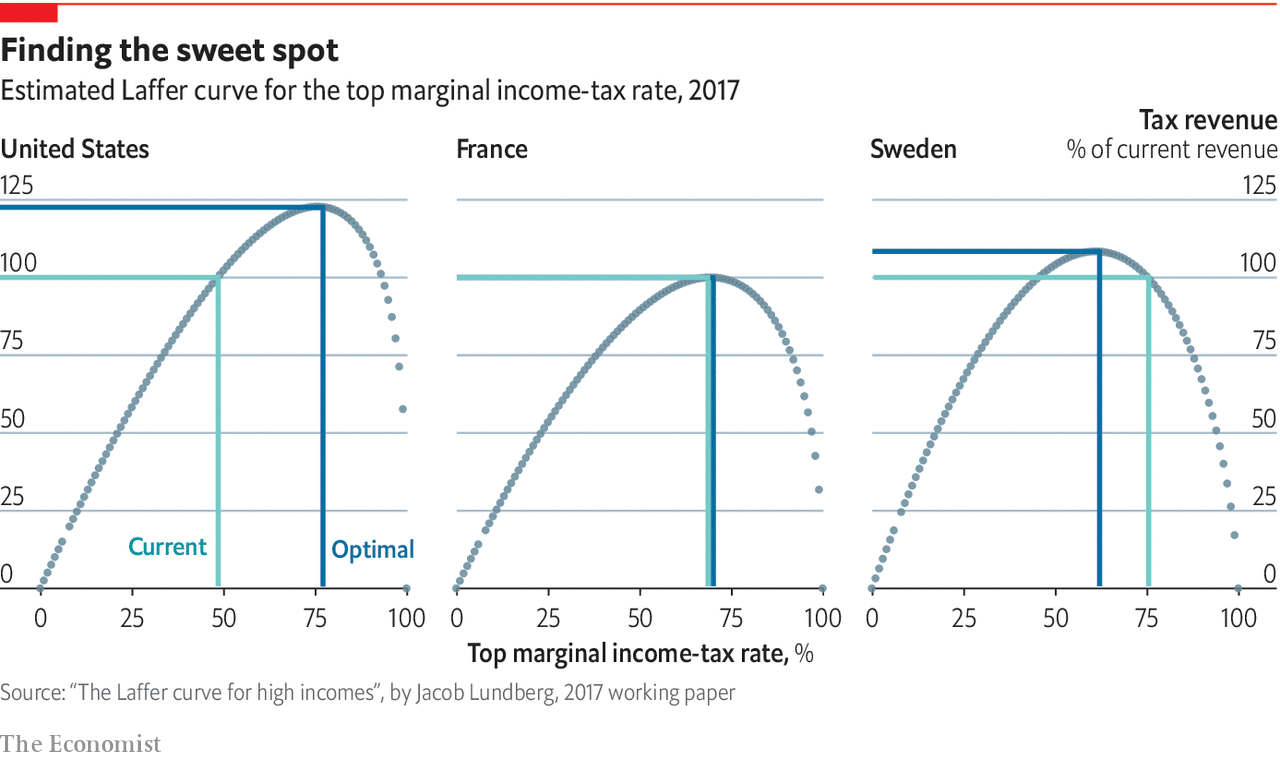 Finding the sweet spot
Estimated Laffer curve for the top marginal income-tax rate, 2017
Tax revenue
% of current revenue
United States
France
Sweden
125
100
75
50
25
0
Current
Optimal
125
100
75
50
25
0
0 25 50 75 100
0 25 50 75 100
0 25 50 75 100
Top marginal income-tax rate, %
Source: “The Laffer curve for high incomes”, by Jacob Lundberg, 2017 working paper
The Economist